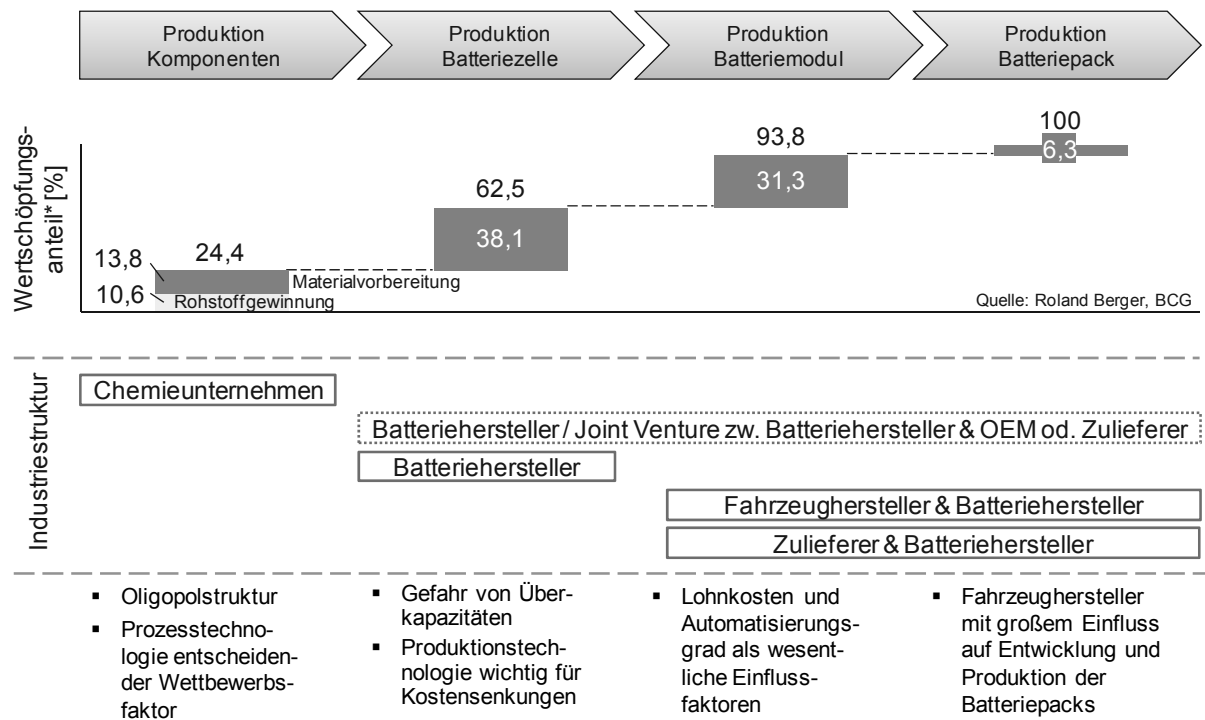 Produktion
Komponenten
Produktion
Batteriezelle
Produktion
Batteriemodul
Produktion
Batteriepack
Wertschöpfungs-
anteil* [%]
13,8
10,6
24,4
Materialvorbereitung
Rohstoffgewinnung
62,5
38,1
93,8
31,3
100
6,3
Quelle: Roland Berger, BCG
Industriestruktur
Chemieunternehmen
Batteriehersteller / Joint Venture zw. Batteriehersteller & OEM od. Zulieferer
Batteriehersteller
Fahrzeughersteller & Batteriehersteller
Zulieferer & Batteriehersteller
▪ Oligopolstruktur
▪ Prozesstechno-
logie entscheiden-
der Wettbewerbs-
faktor
▪ Gefahr von Über-
kapazitäten
▪ Produktionstech-
nologie wichtig für
Kostensenkungen
▪ Lohnkosten und
Automatisierungs-
grad als wesent-
liche Einfluss-
faktoren
▪ Fahrzeughersteller
mit großem Einfluss
auf Entwicklung und
Produktion der
Batteriepacks